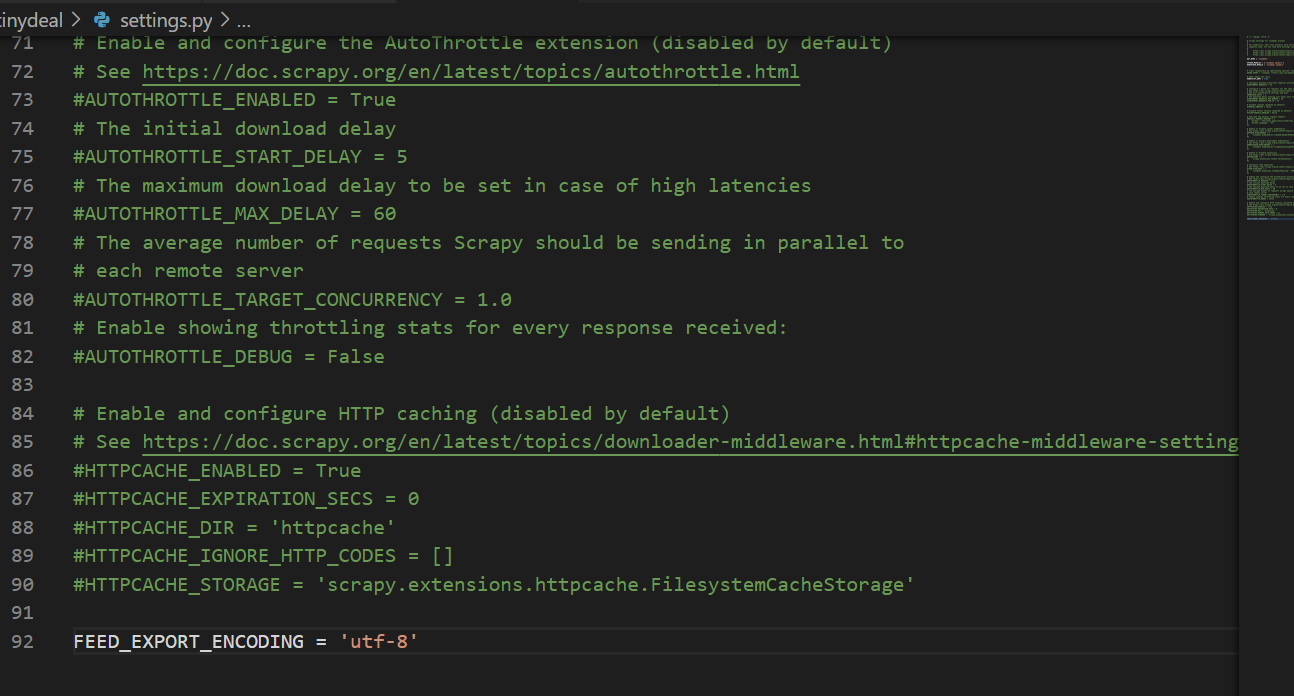 tinydeal > settings.py > ...
71 # Enable and configure the AutoThrottle extension (disabled by default)
72 # See https://doc.scrapy.org/en/latest/topics/autothrottle.html
73 #AUTOTHROTTLE_ENABLED = True
74 # The initial download delay
75 #AUTOTHROTTLE_START_DELAY = 5
76 # The maximum download delay to be set in case of high latencies
77 #AUTOTHROTTLE_MAX_DELAY = 60
78 # The average number of requests Scrapy should be sending in parallel to
79 # each remote server
80 #AUTOTHROTTLE_TARGET_CONCURRENCY = 1.0
81 # Enable showing throttling stats for every response received:
82 #AUTOTHROTTLE_DEBUG = False
83
84 # Enable and configure HTTP caching (disabled by default)
85 # See https://doc.scrapy.org/en/latest/topics/downloader-middleware.html#httpcache-middleware-setting
86 #HTTPCACHE_ENABLED = True
87 #HTTPCACHE_EXPIRATION_SECS = 0
88 #HTTPCACHE_DIR = 'httpcache'
89 #HTTPCACHE_IGNORE_HTTP_CODES = []
90 #HTTPCACHE_STORAGE = 'scrapy.extensions.httpcache.FilesystemCacheStorage'
91
92 FEED_EXPORT_ENCODING = 'utf-8'